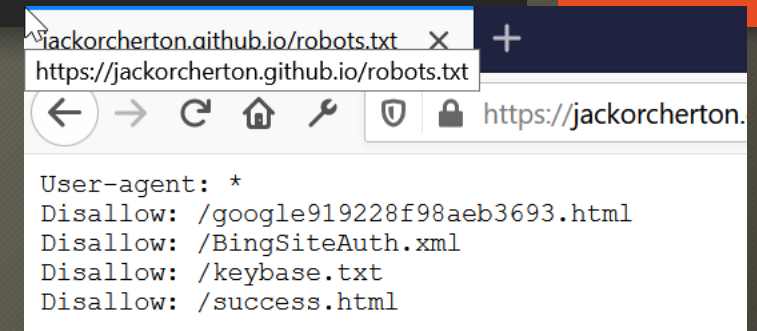 jackorcherton.github.io/robots.txt
https://jackorcherton.github.io/robots.txt
https://jackorcherton.
User-agent: *
Disallow: /google919228f98aeb3693.html
Disallow: /BingSiteAuth.xml
Disallow: /keybase.txt
Disallow: /success.html